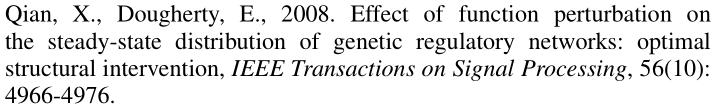 Qian, X., Dougherty, E., 2008. Effect of function perturbation on
the steady-state distribution of genetic regulatory networks: optimal
structural intervention, IEEE Transactions on Signal Processing, 56(10):
4966-4976.